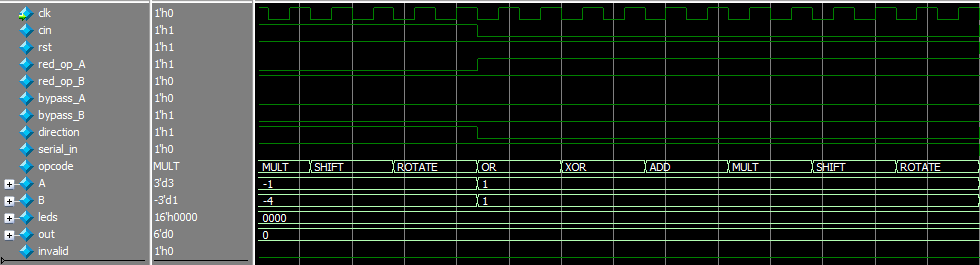 clk 1'h0
cin 1'h1
rst 1'h1
red_op_A 1'h1
red_op_B 1'h0
bypass_A 1'h0
bypass_B 1'h1
direction 1'h1
serial_in 1'h0
opcode MULT MULT SHIFT ROTATE OR XOR ADD MULT SHIFT ROTATE
A 3'd3 -1 1
B -3'd1 -4 1
leds 16'h0000 0000
out 6'd0 0
invalid 1'h0